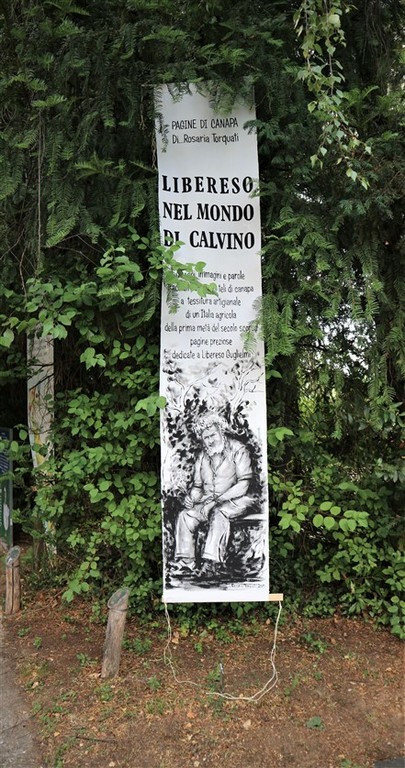 PAGINE DI CANAPA
Di Rosaria Torquati
LIBERESO
NEL MONDO
DI CALVINO
immagini e parole
teli di canapa
a tessitura artigianale
di un'Italia agricola
della prima metà del secolo scorso
pagine preziose
dedicate a Libereso Guglielmi